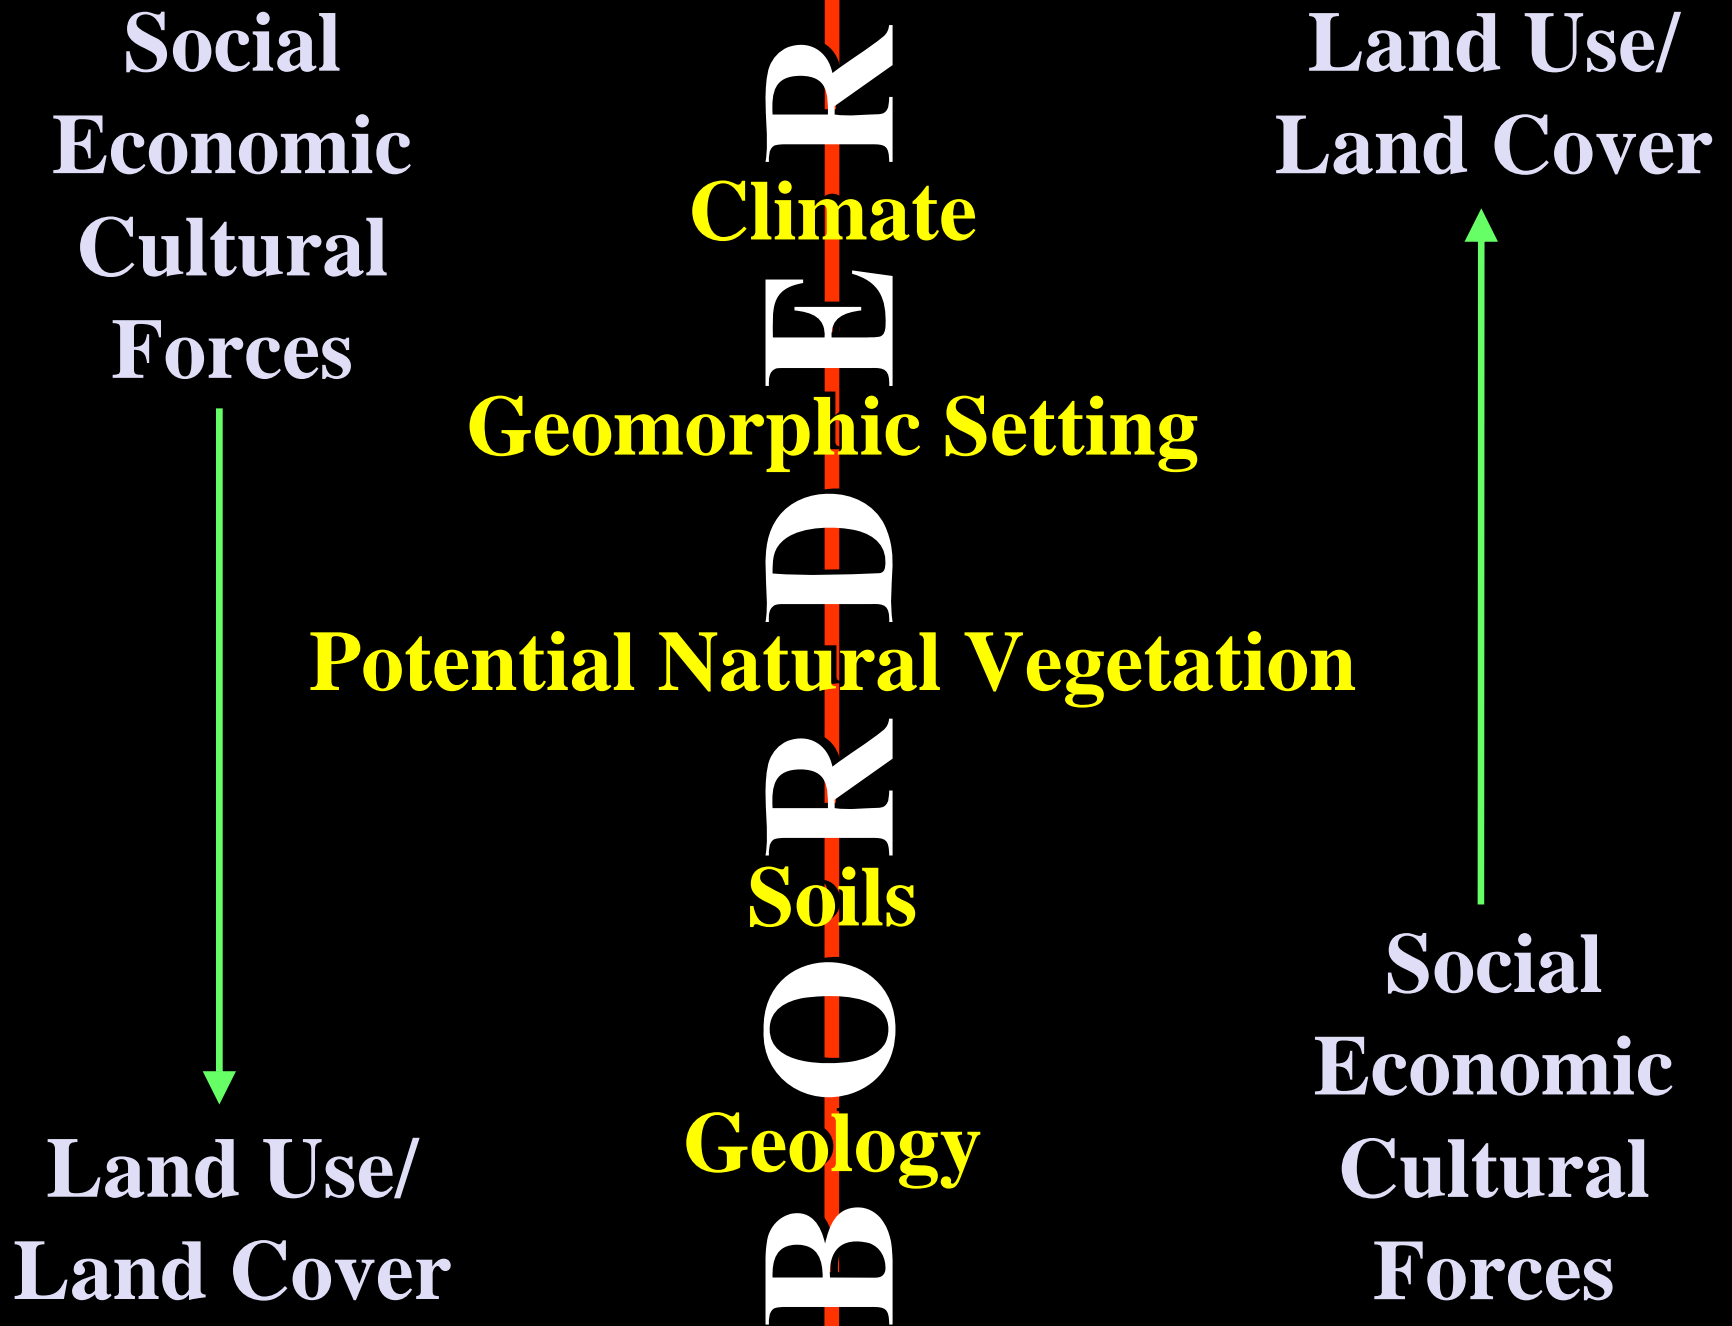 Social
Economic
Cultural
Forces
Land Use/
Land Cover
BORDER
Climate
Geomorphic Setting
Potential Natural Vegetation
Soils
Geology
Land Use/
Land Cover
Social
Economic
Cultural
Forces